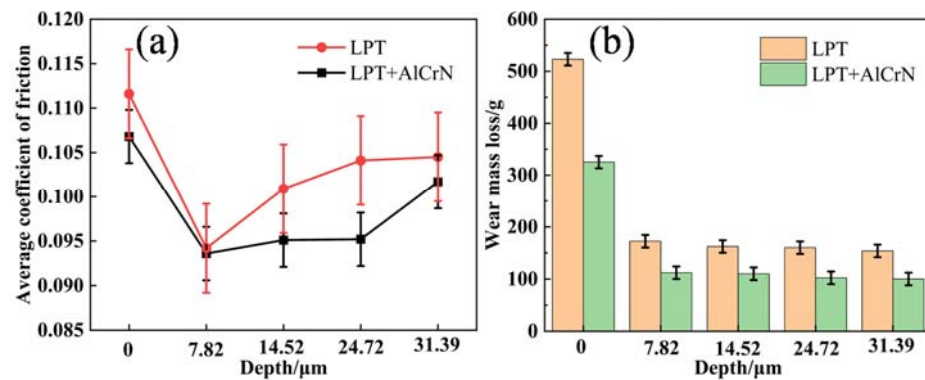 (a)
LPT
LPT+AlCrN
Average coefficient of friction
0.120
0.115
0.110
0.105
0.100
0.095
0.090
0.085
0 7.82 14.52 24.72 31.39
Depth/μm
(b)
LPT
LPT+AlCrN
Wear mass loss/g
600
500
400
300
200
100
0
0 7.82 14.52 24.72 31.39
Depth/μm